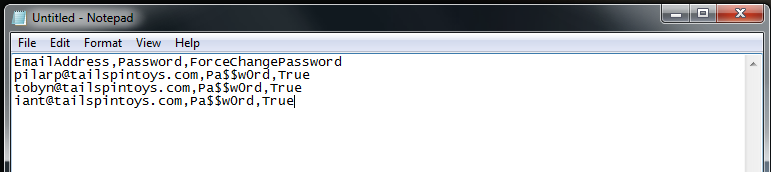 Untitled - Notepad
File Edit Format View Help
EmailAddress,Password,ForceChangePassword
pilarp@tailspintoys.com,Pa$$w0rd,True
tobyn@tailspintoys.com,Pa$$w0rd,True
iant@tailspintoys.com,Pa$$w0rd,True